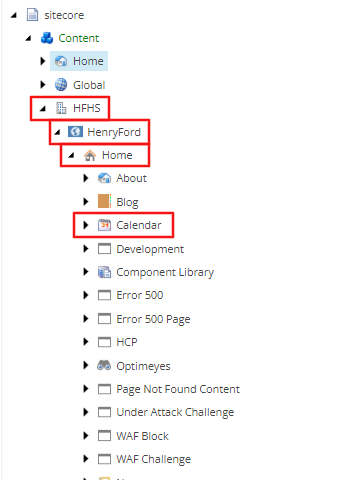 sitecore
Content
Home
Global
HFHS
HenryFord
Home
About
Blog
Calendar
Development
Component Library
Error 500
Error 500 Page
HCP
Optimeyes
Page Not Found Content
Under Attack Challenge
WAF Block
WAF Challenge